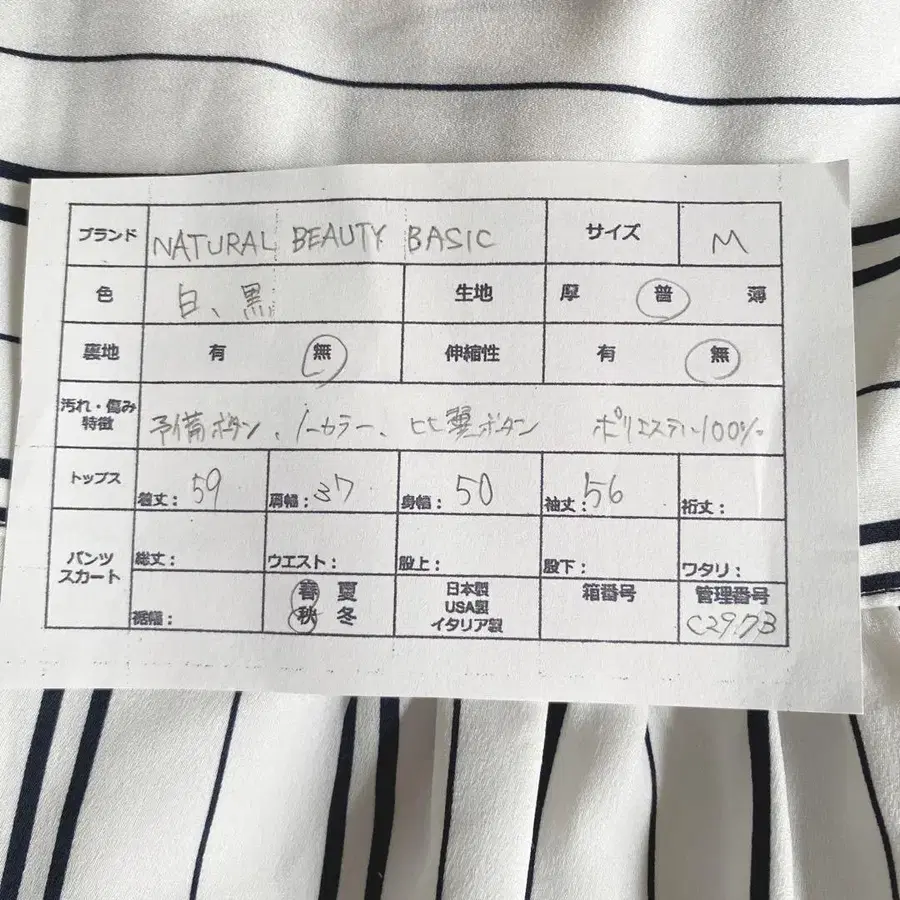 ブランド NATURAL BEAUTY BASIC サイズ M
色 白、黒 生地 厚 普 薄
裏地 有 無 伸縮性 有 無
汚れ・傷み
特徴 予備ボタン、ノーカラー、比翼ボタン ポリエステル100%
トップス 着丈：59 肩幅：37 身幅：50 袖丈：56 裄丈：
パンツ
スカート 総丈： ウエスト： 股上： 股下： ワタリ：
裾幅： 春 夏 日本製 箱番号 管理番号
秋 冬 USA製 C2973
イタリア製